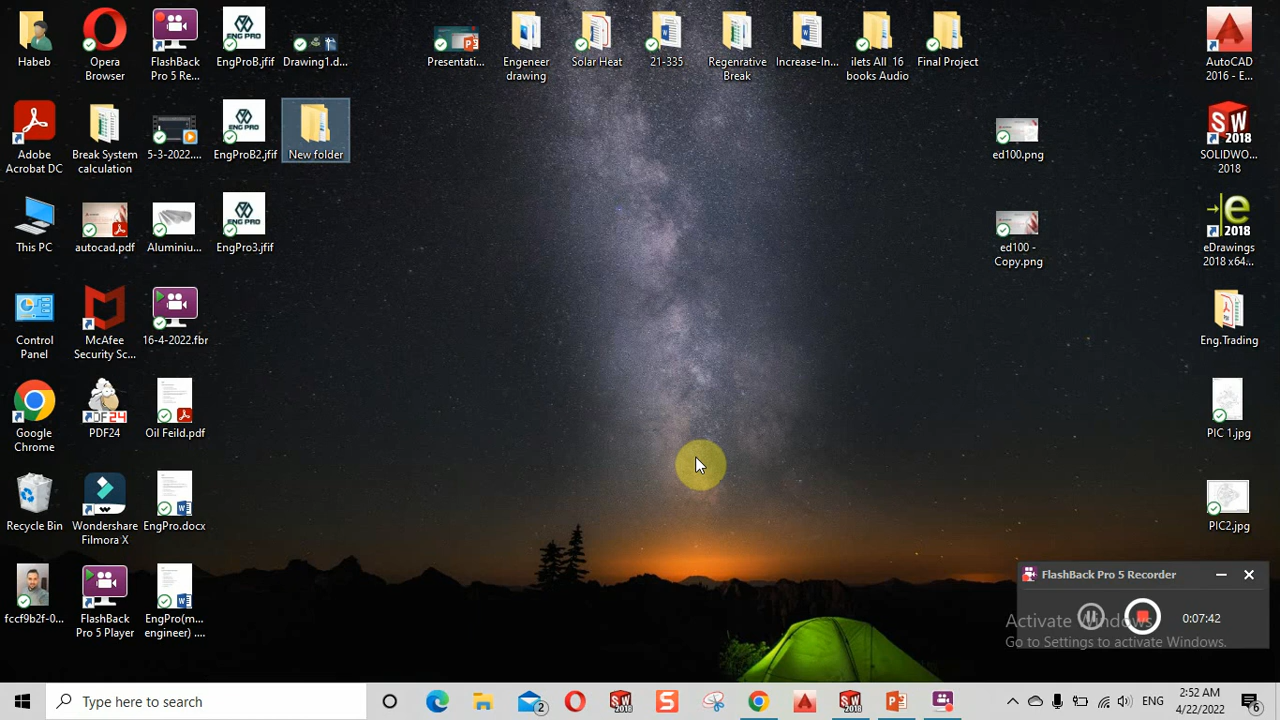 Habeb
Opera
Browser
FlashBack
Pro 5 Re...
EngProB.jfif
Drawing1.d...
Presentati...
Engeneer
drawing
Solar Heat
21-335
Regenrative
Break
Increase-In...
ilets All 16
books Audio
Final Project
AutoCAD
2016 - E...
Adobe
Acrobat DC
Break System
calculation
5-3-2022....
EngProB2.jfif
New folder
ed100.png
SOLIDWO...
2018
This PC
autocad.pdf
Aluminiu...
EngPro3.jfif
ed100 -
Copy.png
eDrawings
2018 x64...
Control
Panel
McAfee
Security Sc...
16-4-2022.fbr
Eng.Trading
Google
Chrome
PDF24
Oil Feild.pdf
PIC 1.jpg
Recycle Bin
Wondershare
Filmora X
EngPro.docx
PIC2.jpg
fccf9b2f-0...
FlashBack
Pro 5 Player
EngPro(m...
engineer) ....
FlashBack Pro 5 Recorder
0:07:42
Activate Windows
Go to Settings to activate Windows.
Type here to search
ENG
2:52 AM
4/22/2022